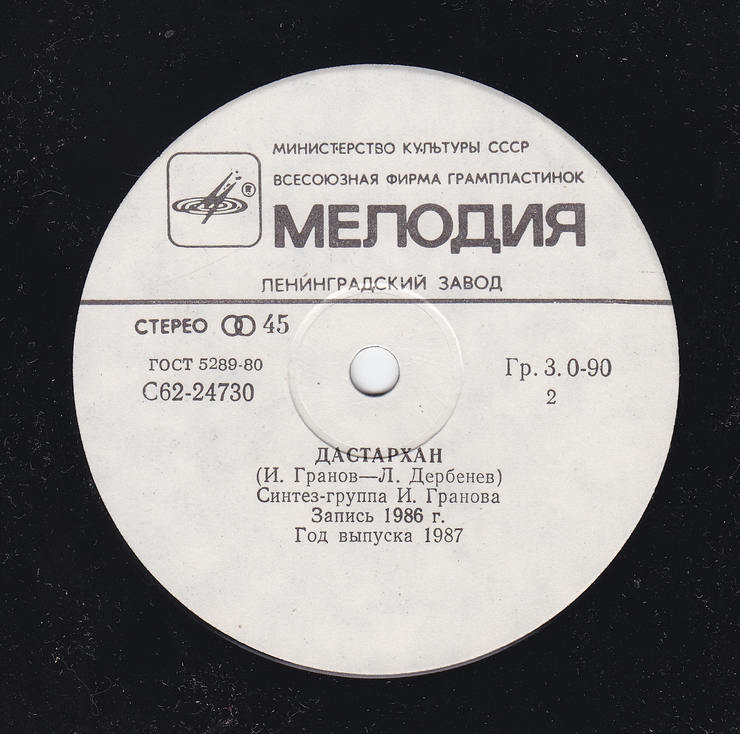 МИНИСТЕРСТВО КУЛЬТУРЫ СССР
ВСЕСОЮЗНАЯ ФИРМА ГРАМПЛАСТИНОК
®
МЕЛОДИЯ
ЛЕНИНГРАДСКИЙ ЗАВОД
СТЕРЕО 45
ГОСТ 5289-80
С62-24730
Гр. 3. 0-90
2
ДАСТАРХАН
(И. Гранов—Л. Дербенев)
Синтез-группа И. Гранова
Запись 1986 г.
Год выпуска 1987